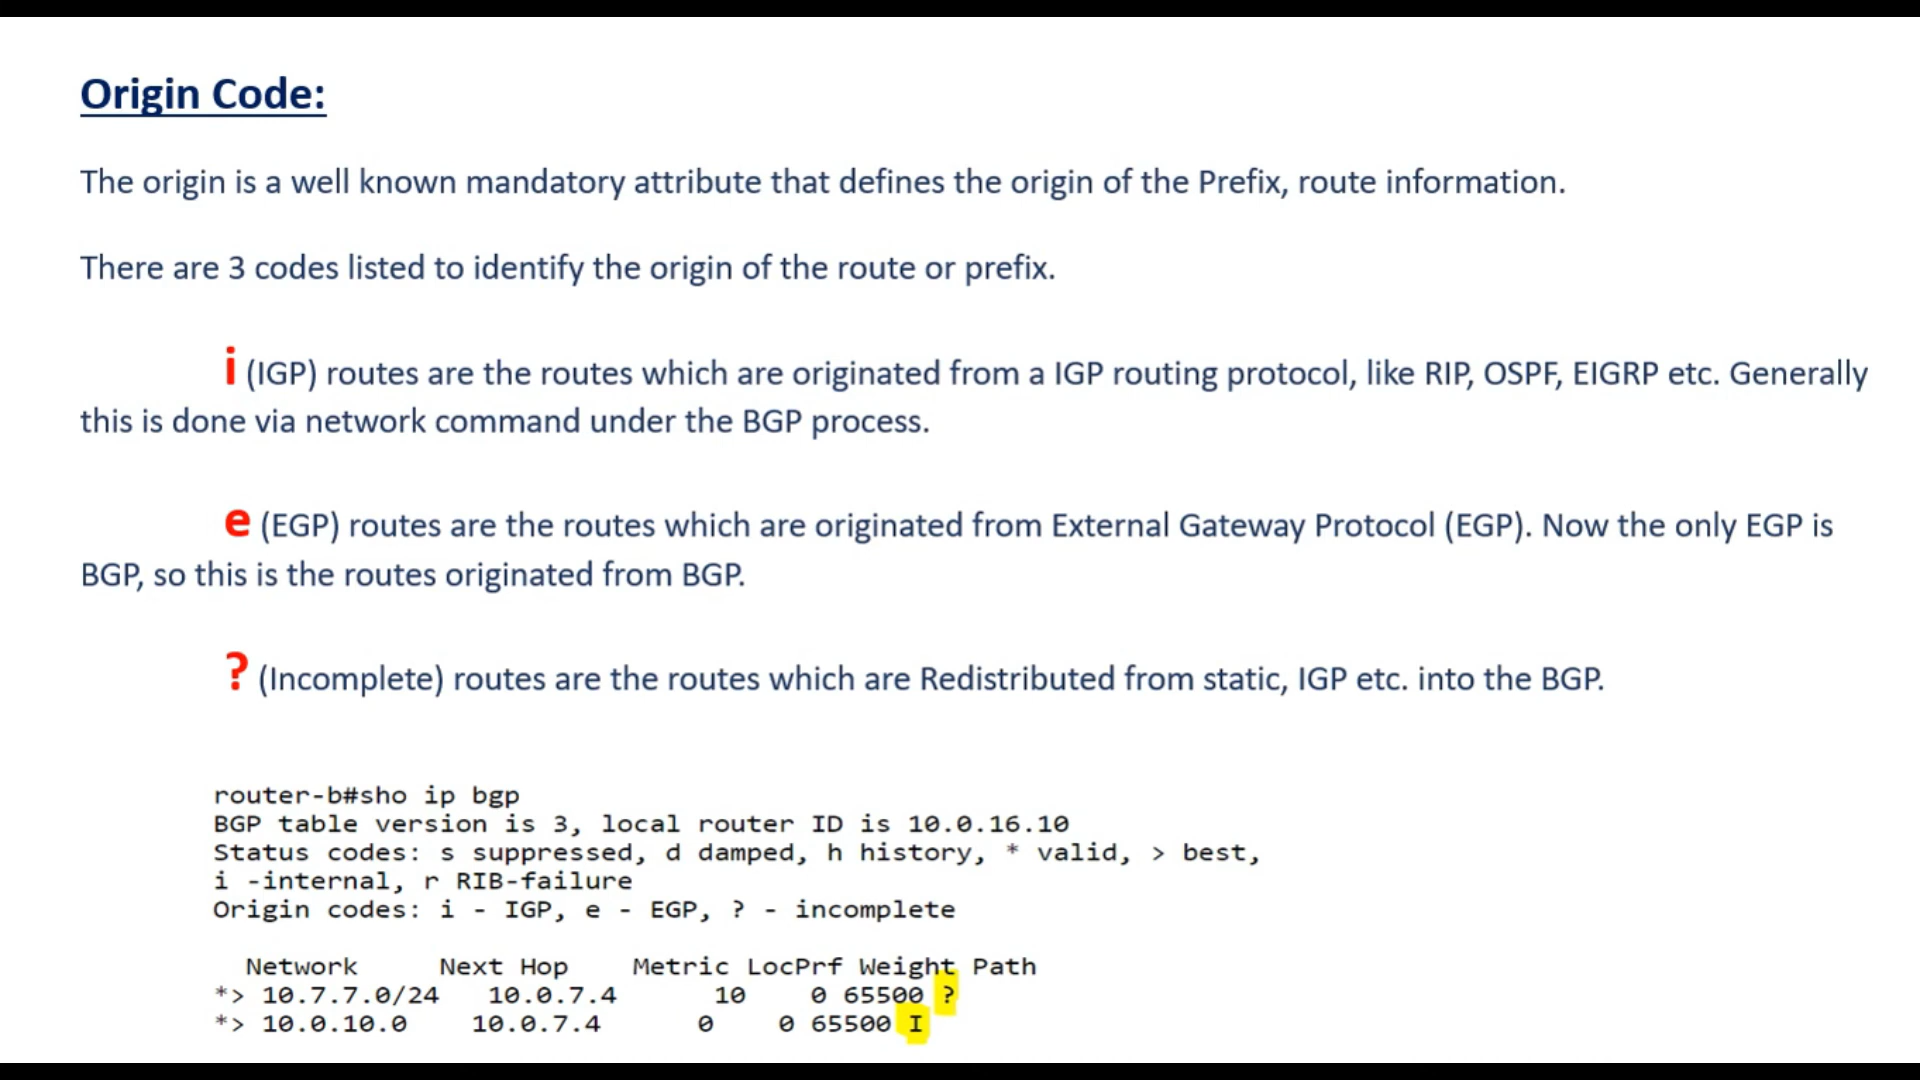 Origin Code:
The origin is a well known mandatory attribute that defines the origin of the Prefix, route information.
There are 3 codes listed to identify the origin of the route or prefix.
i (IGP) routes are the routes which are originated from a IGP routing protocol, like RIP, OSPF, EIGRP etc. Generally
this is done via network command under the BGP process.
e (EGP) routes are the routes which are originated from External Gateway Protocol (EGP). Now the only EGP is
BGP, so this is the routes originated from BGP.
? (Incomplete) routes are the routes which are Redistributed from static, IGP etc. into the BGP.
router-b#sho ip bgp
BGP table version is 3, local router ID is 10.0.16.10
Status codes: s suppressed, d damped, h history, * valid, > best,
i -internal, r RIB-failure
Origin codes: i - IGP, e - EGP, ? - incomplete
Network Next Hop Metric LocPrf Weight Path
*> 10.7.7.0/24 10.0.7.4 10 0 65500 ?
*> 10.0.10.0 10.0.7.4 0 0 65500 I